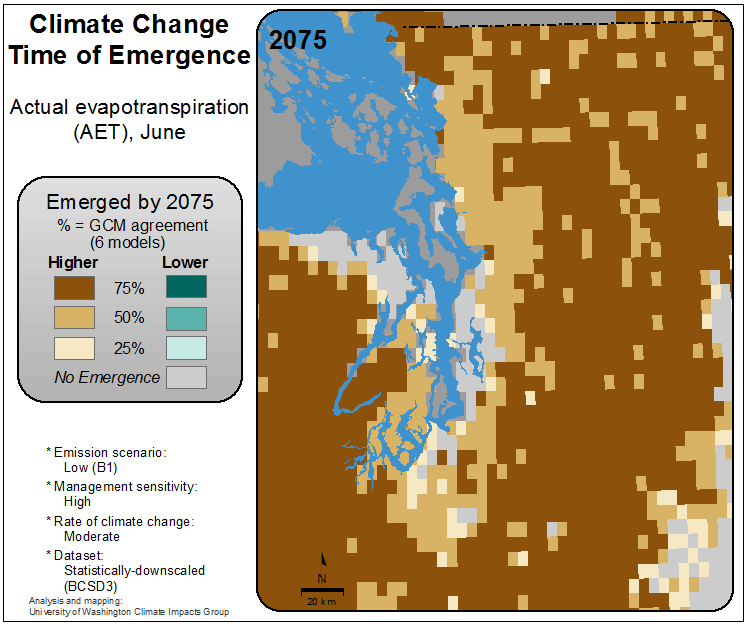 Climate Change
Time of Emergence
Actual evapotranspiration
(AET), June
Emerged by 2075
% = GCM agreement
(6 models)
Higher Lower
75%
50%
25%
No Emergence
* Emission scenario:
Low (B1)
* Management sensitivity:
High
* Rate of climate change:
Moderate
* Dataset:
Statistically-downscaled
(BCSD3)
Analysis and mapping:
University of Washington Climate Impacts Group
2075
N
20 km